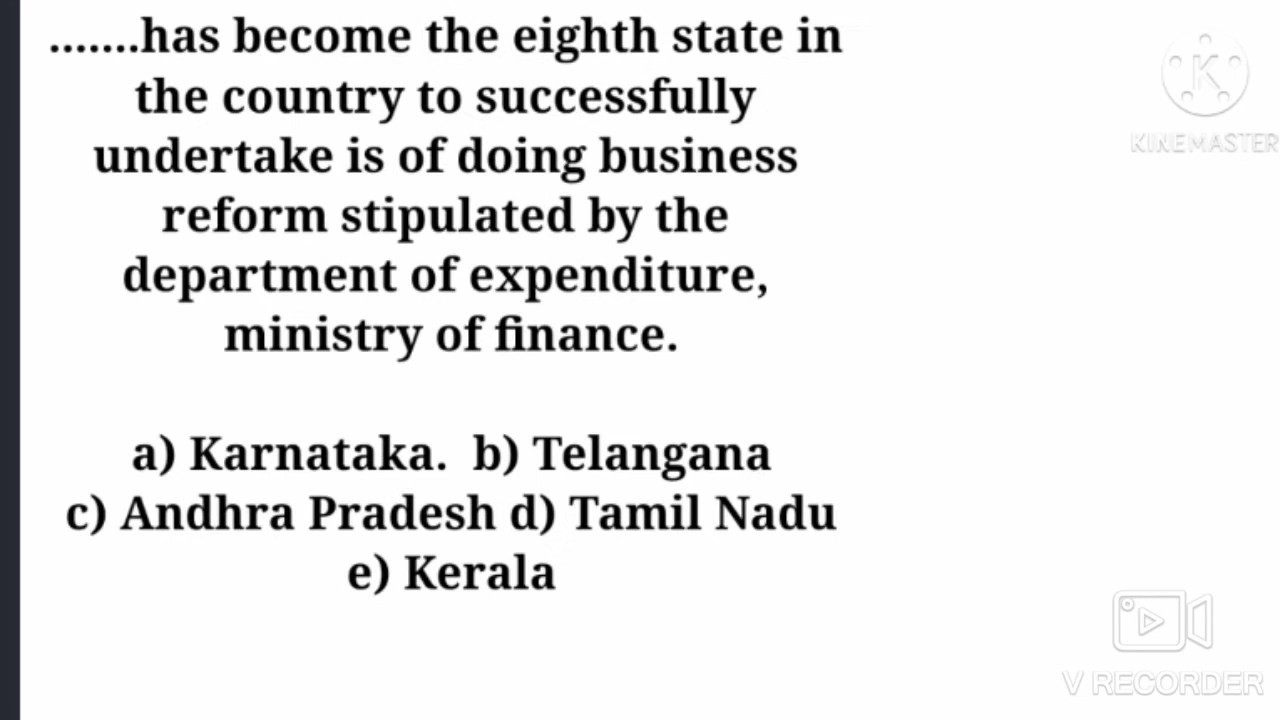 .......has become the eighth state in
the country to successfully
undertake is of doing business
reform stipulated by the
department of expenditure,
ministry of finance.
a) Karnataka.  b) Telangana
c) Andhra Pradesh d) Tamil Nadu
e) Kerala
K
KINEMASTER
V RECORDER